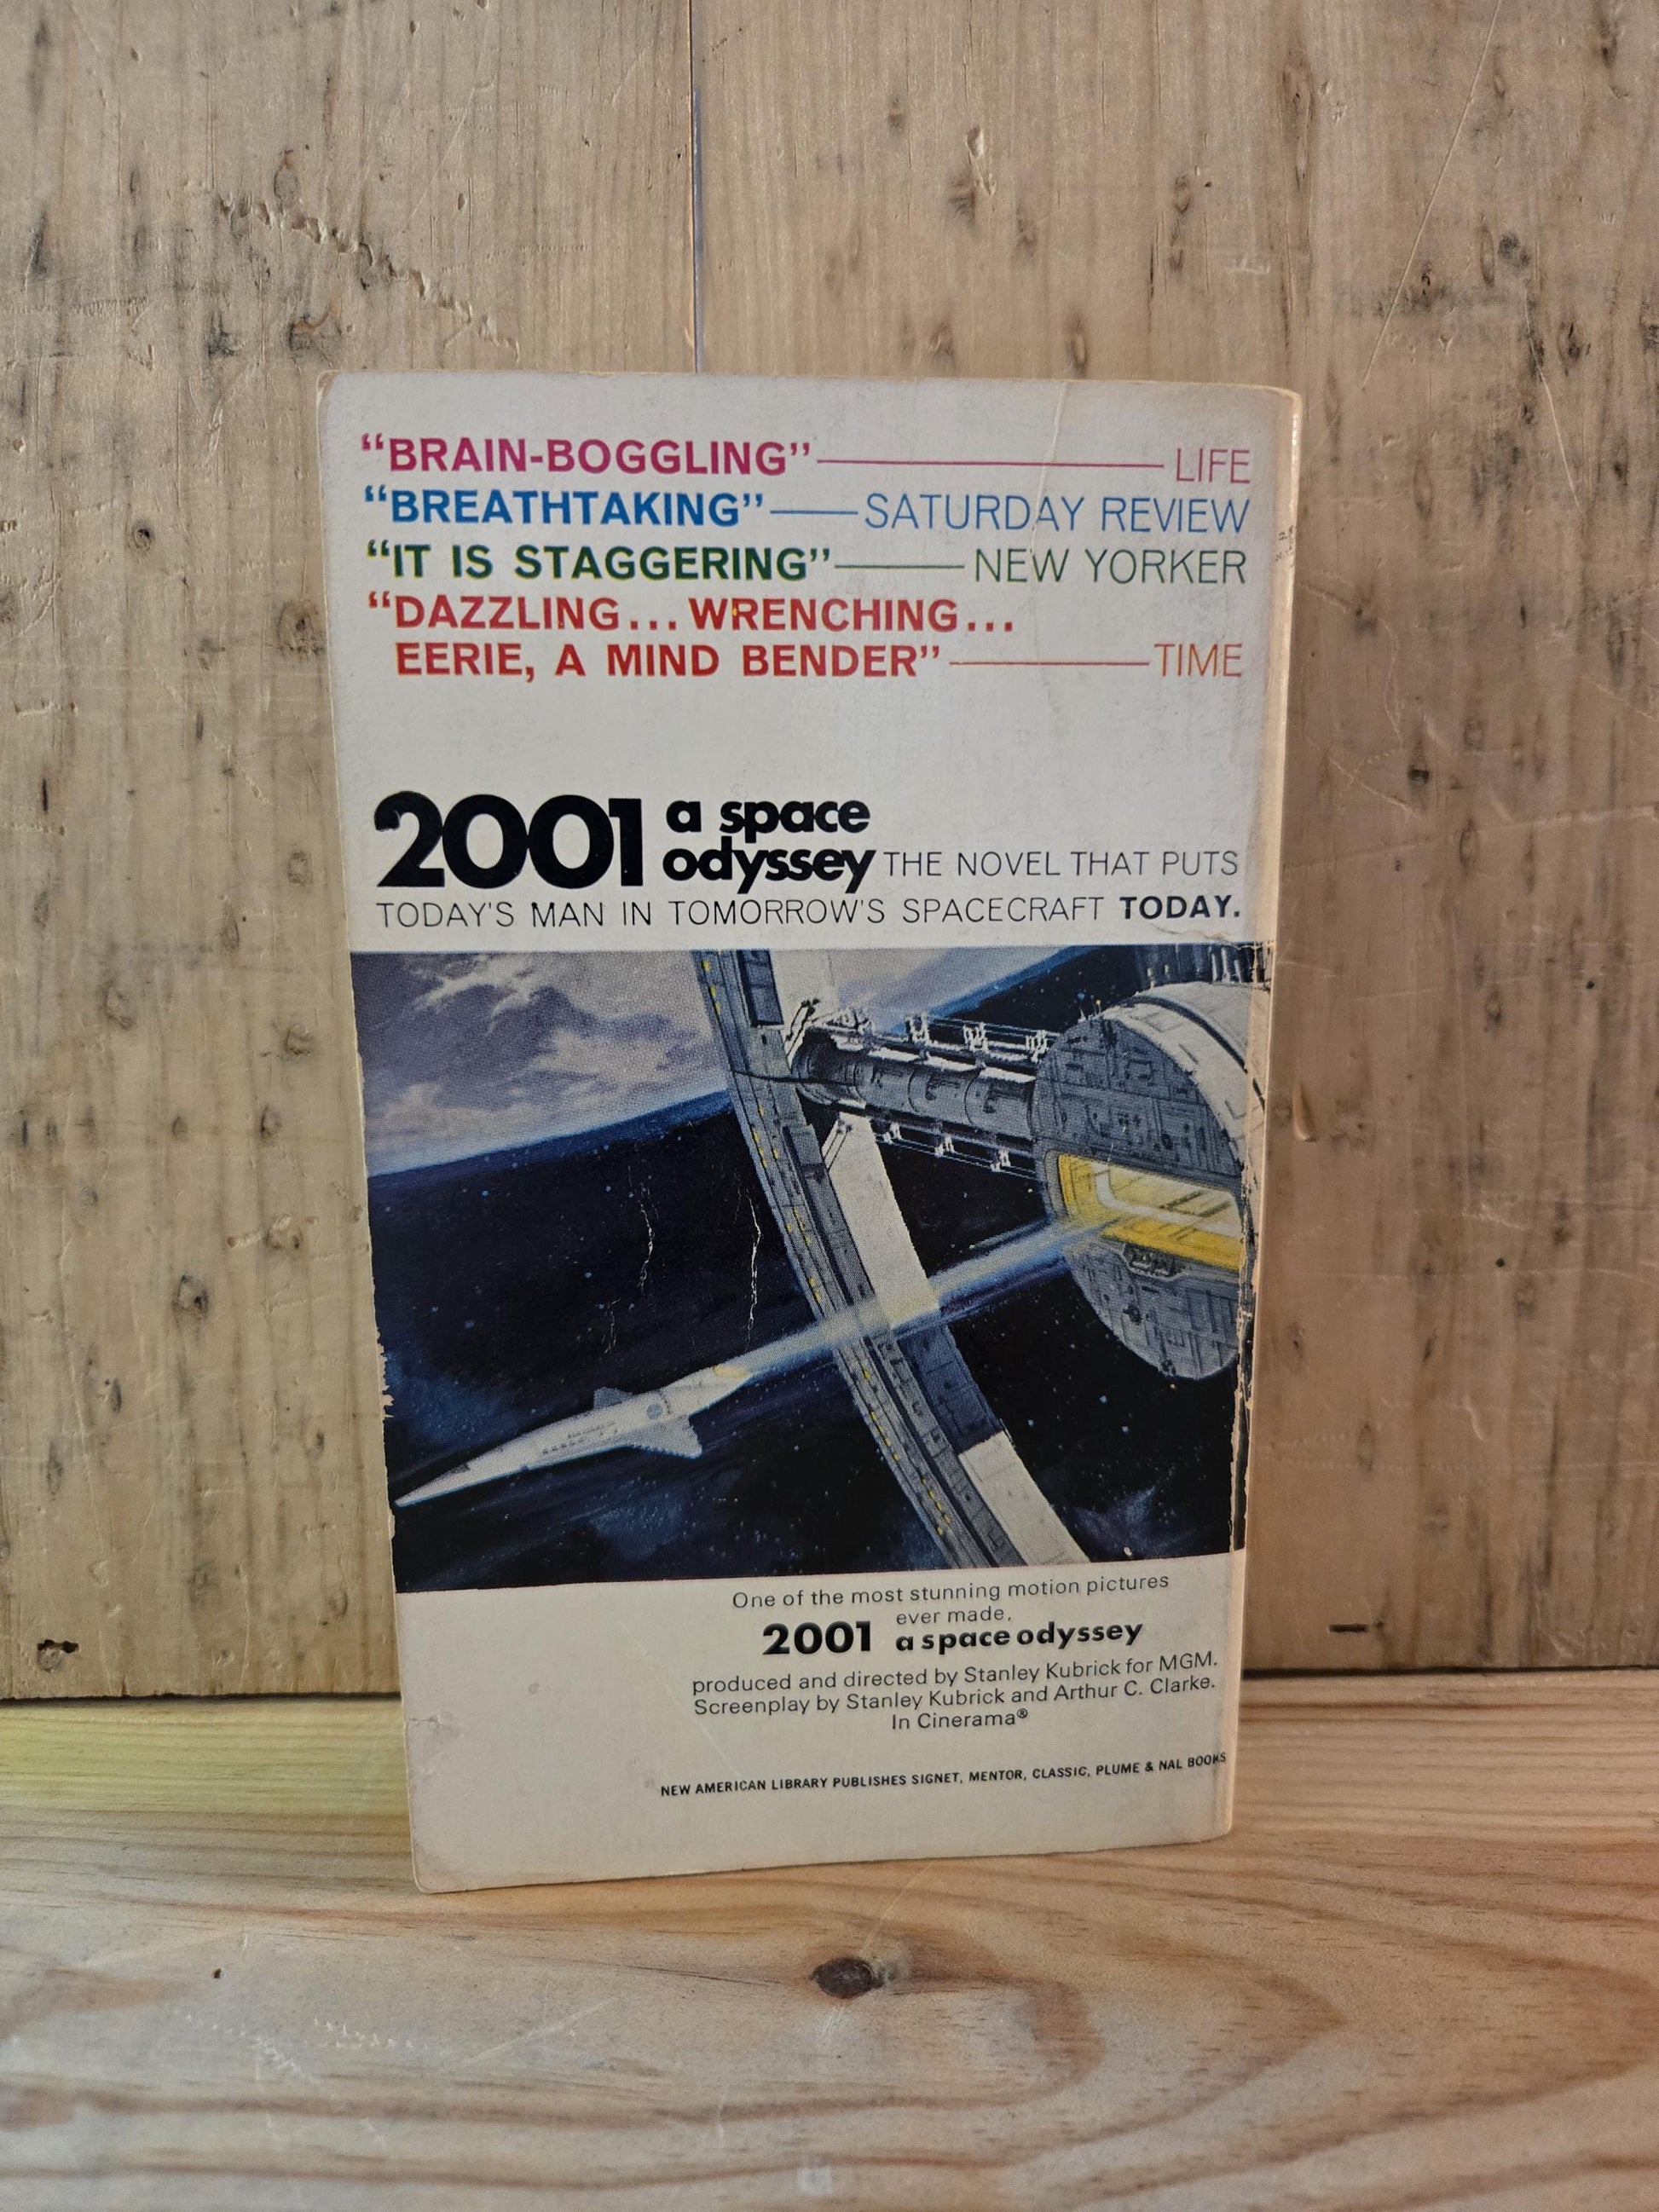 “BRAIN-BOGGLING” LIFE
“BREATHTAKING” SATURDAY REVIEW
“IT IS STAGGERING” NEW YORKER
“DAZZLING... WRENCHING...
EERIE, A MIND BENDER” TIME
2001 a space
odyssey THE NOVEL THAT PUTS
TODAY'S MAN IN TOMORROW'S SPACECRAFT TODAY.
One of the most stunning motion pictures
ever made,
2001 a space odyssey
produced and directed by Stanley Kubrick for MGM.
Screenplay by Stanley Kubrick and Arthur C. Clarke.
In Cinerama®
NEW AMERICAN LIBRARY PUBLISHES SIGNET, MENTOR, CLASSIC, PLUME & NAL BOOKS